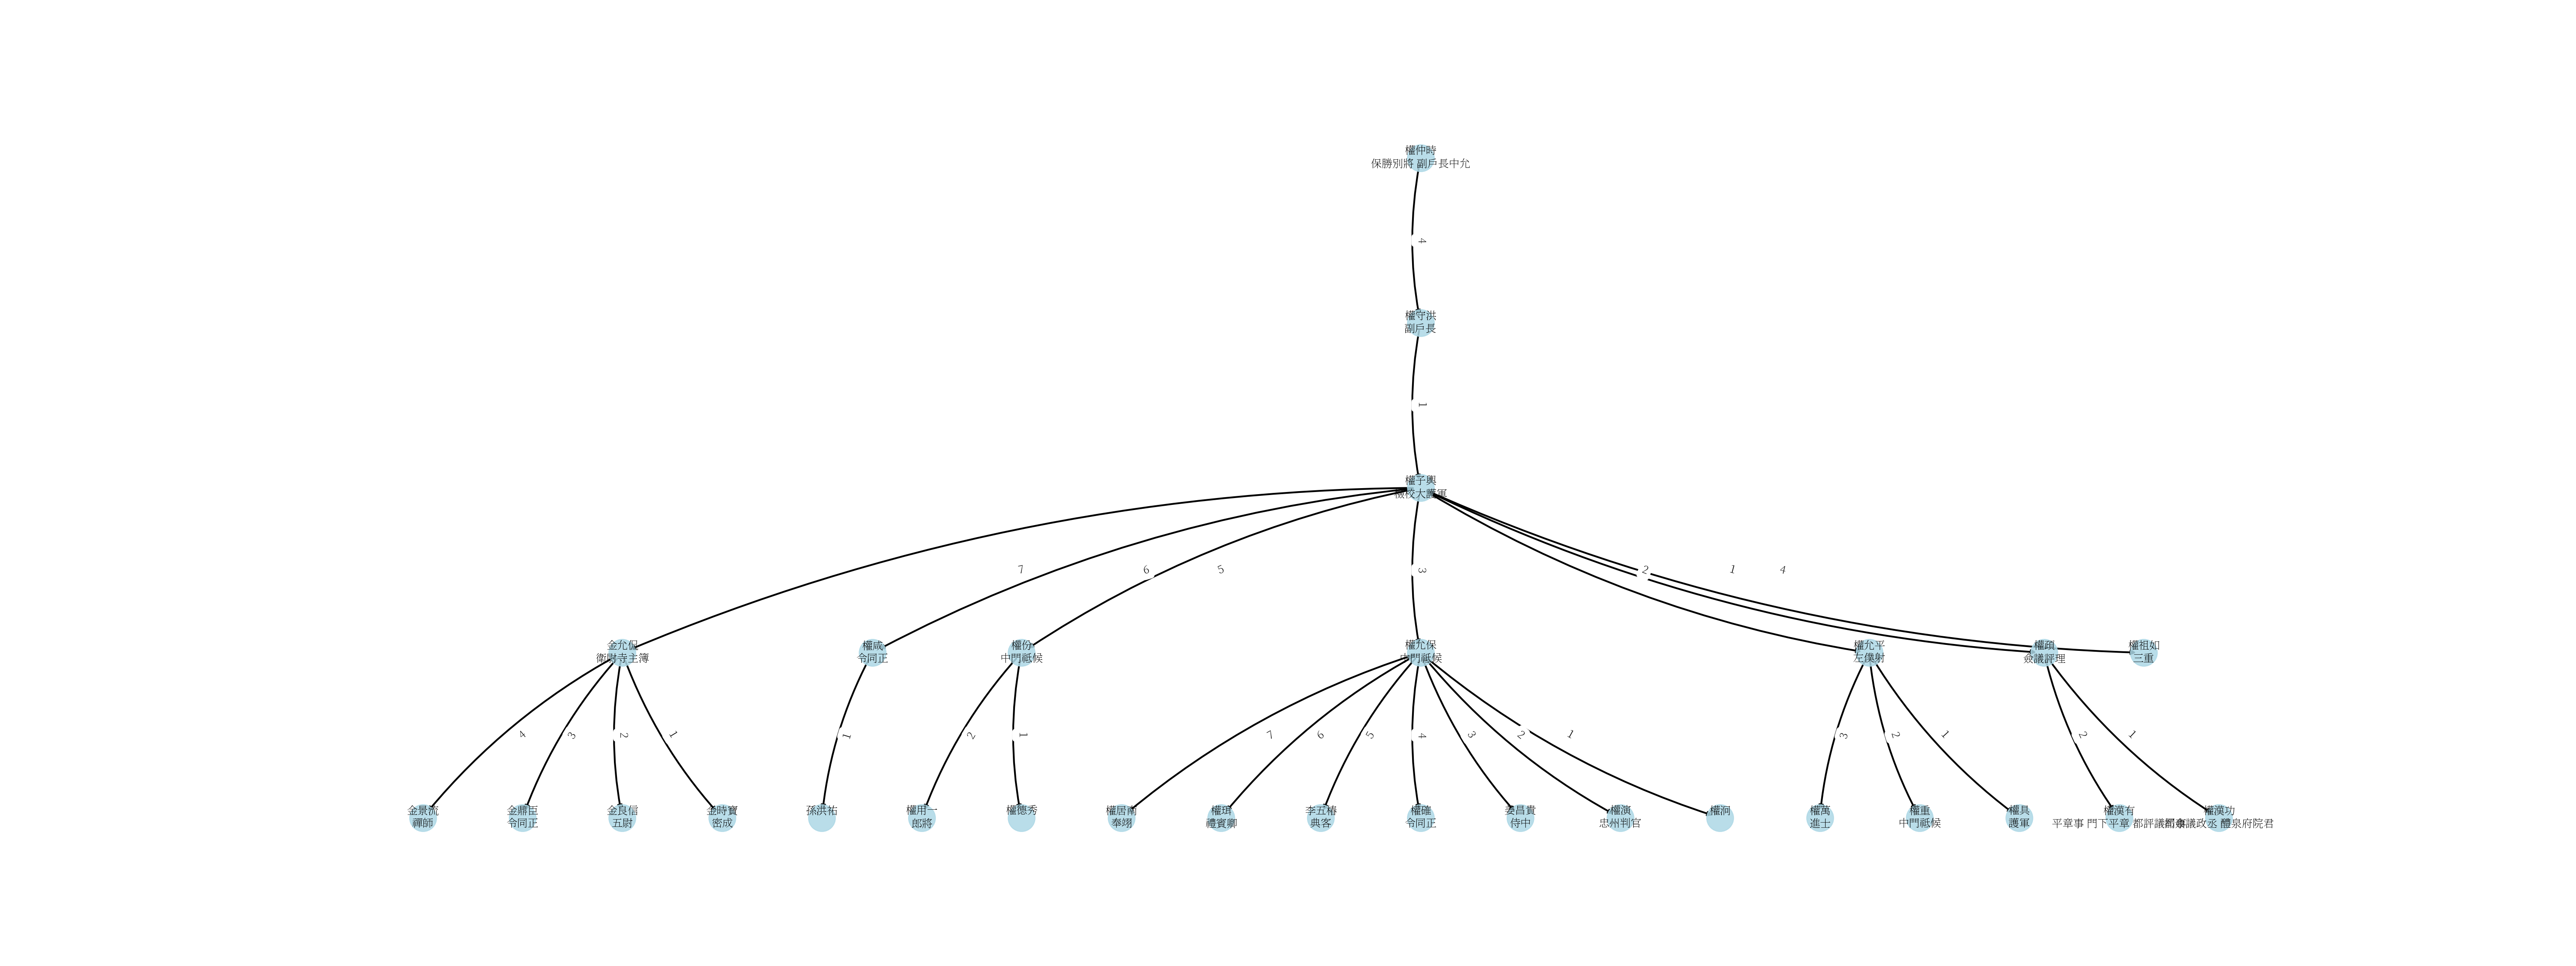 權仲時
保勝別將 副戶長中允
4
權守洪
副戶長
1
權子輿
檢校大護軍
7
6
5
3
2
1
4
金允侃
衛尉寺主簿
權咸
令同正
權份
中門祗候
權允保
中門祗候
權允平
左僕射
權頙
僉議評理
權祖如
三重
4
3
2
1
1
2
1
7
6
5
4
3
2
1
3
2
1
2
1
金景流
禪師
金鼎臣
令同正
金良信
五尉
金時寶
密成
孫洪祐
權用一
郎將
權德秀
權居南
奉翊
權珥
禮賓卿
李五椿
典客
權確
令同正
姜昌貴
侍中
權演
忠州判官
權泂
權萬
進士
權重
中門祗候
權具
護軍
權漢有
平章事 門下平章 都評議
權漢功
議政丞 醴泉府院君